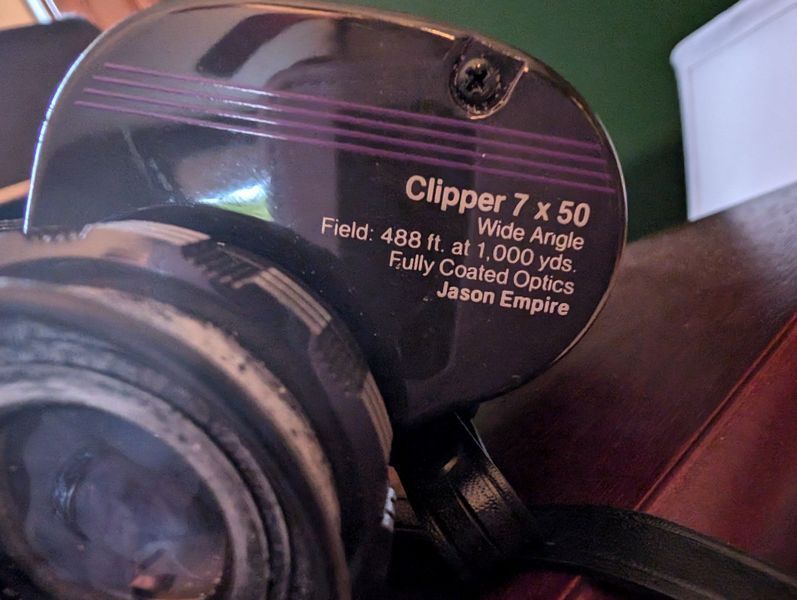 Clipper 7 x 50
Wide Angle
Field: 488 ft. at 1,000 yds.
Fully Coated Optics
Jason Empire